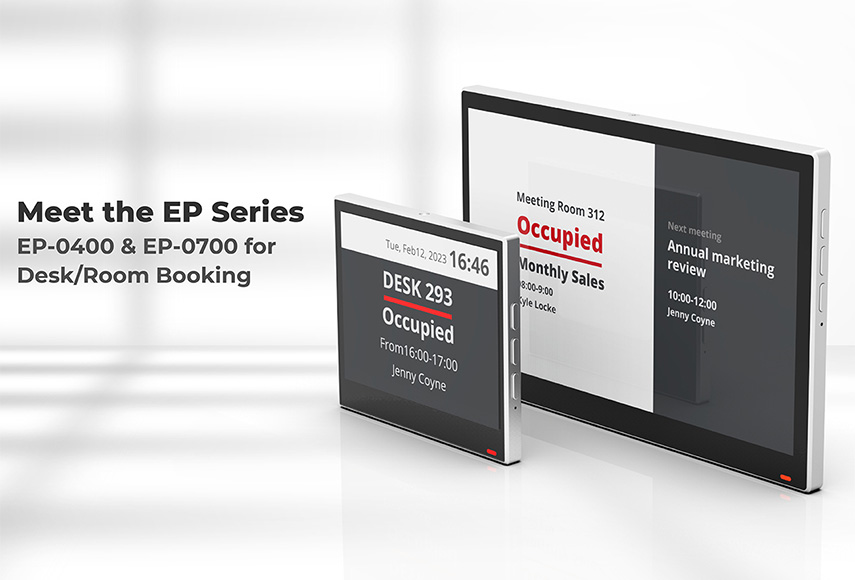 Meet the EP Series
EP-0400 & EP-0700 for
Desk/Room Booking
Tue, Feb12, 2023 16:46
DESK 293
Occupied
From16:00-17:00
Jenny Coyne
Meeting Room 312
Occupied
Monthly Sales
08:00-9:00
Kyle Locke
Next meeting
Annual marketing
review
10:00-12:00
Jenny Coyne